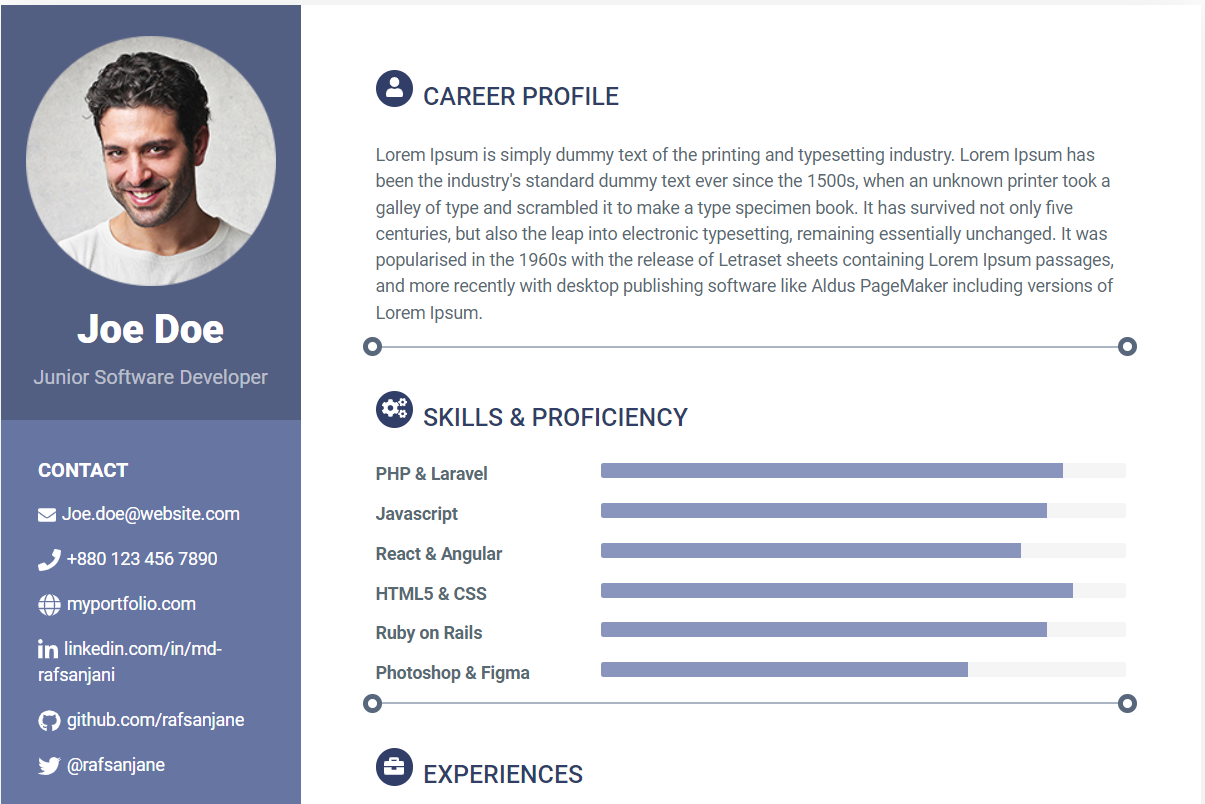 Joe Doe
Junior Software Developer
CONTACT
Joe.doe@website.com
+880 123 456 7890
myportfolio.com
linkedin.com/in/md-
rafsanjani
github.com/rafsanjane
@rafsanjane
CAREER PROFILE
Lorem Ipsum is simply dummy text of the printing and typesetting industry. Lorem Ipsum has
been the industry's standard dummy text ever since the 1500s, when an unknown printer took a
galley of type and scrambled it to make a type specimen book. It has survived not only five
centuries, but also the leap into electronic typesetting, remaining essentially unchanged. It was
popularised in the 1960s with the release of Letraset sheets containing Lorem Ipsum passages,
and more recently with desktop publishing software like Aldus PageMaker including versions of
Lorem Ipsum.
SKILLS & PROFICIENCY
PHP & Laravel
Javascript
React & Angular
HTML5 & CSS
Ruby on Rails
Photoshop & Figma
EXPERIENCES